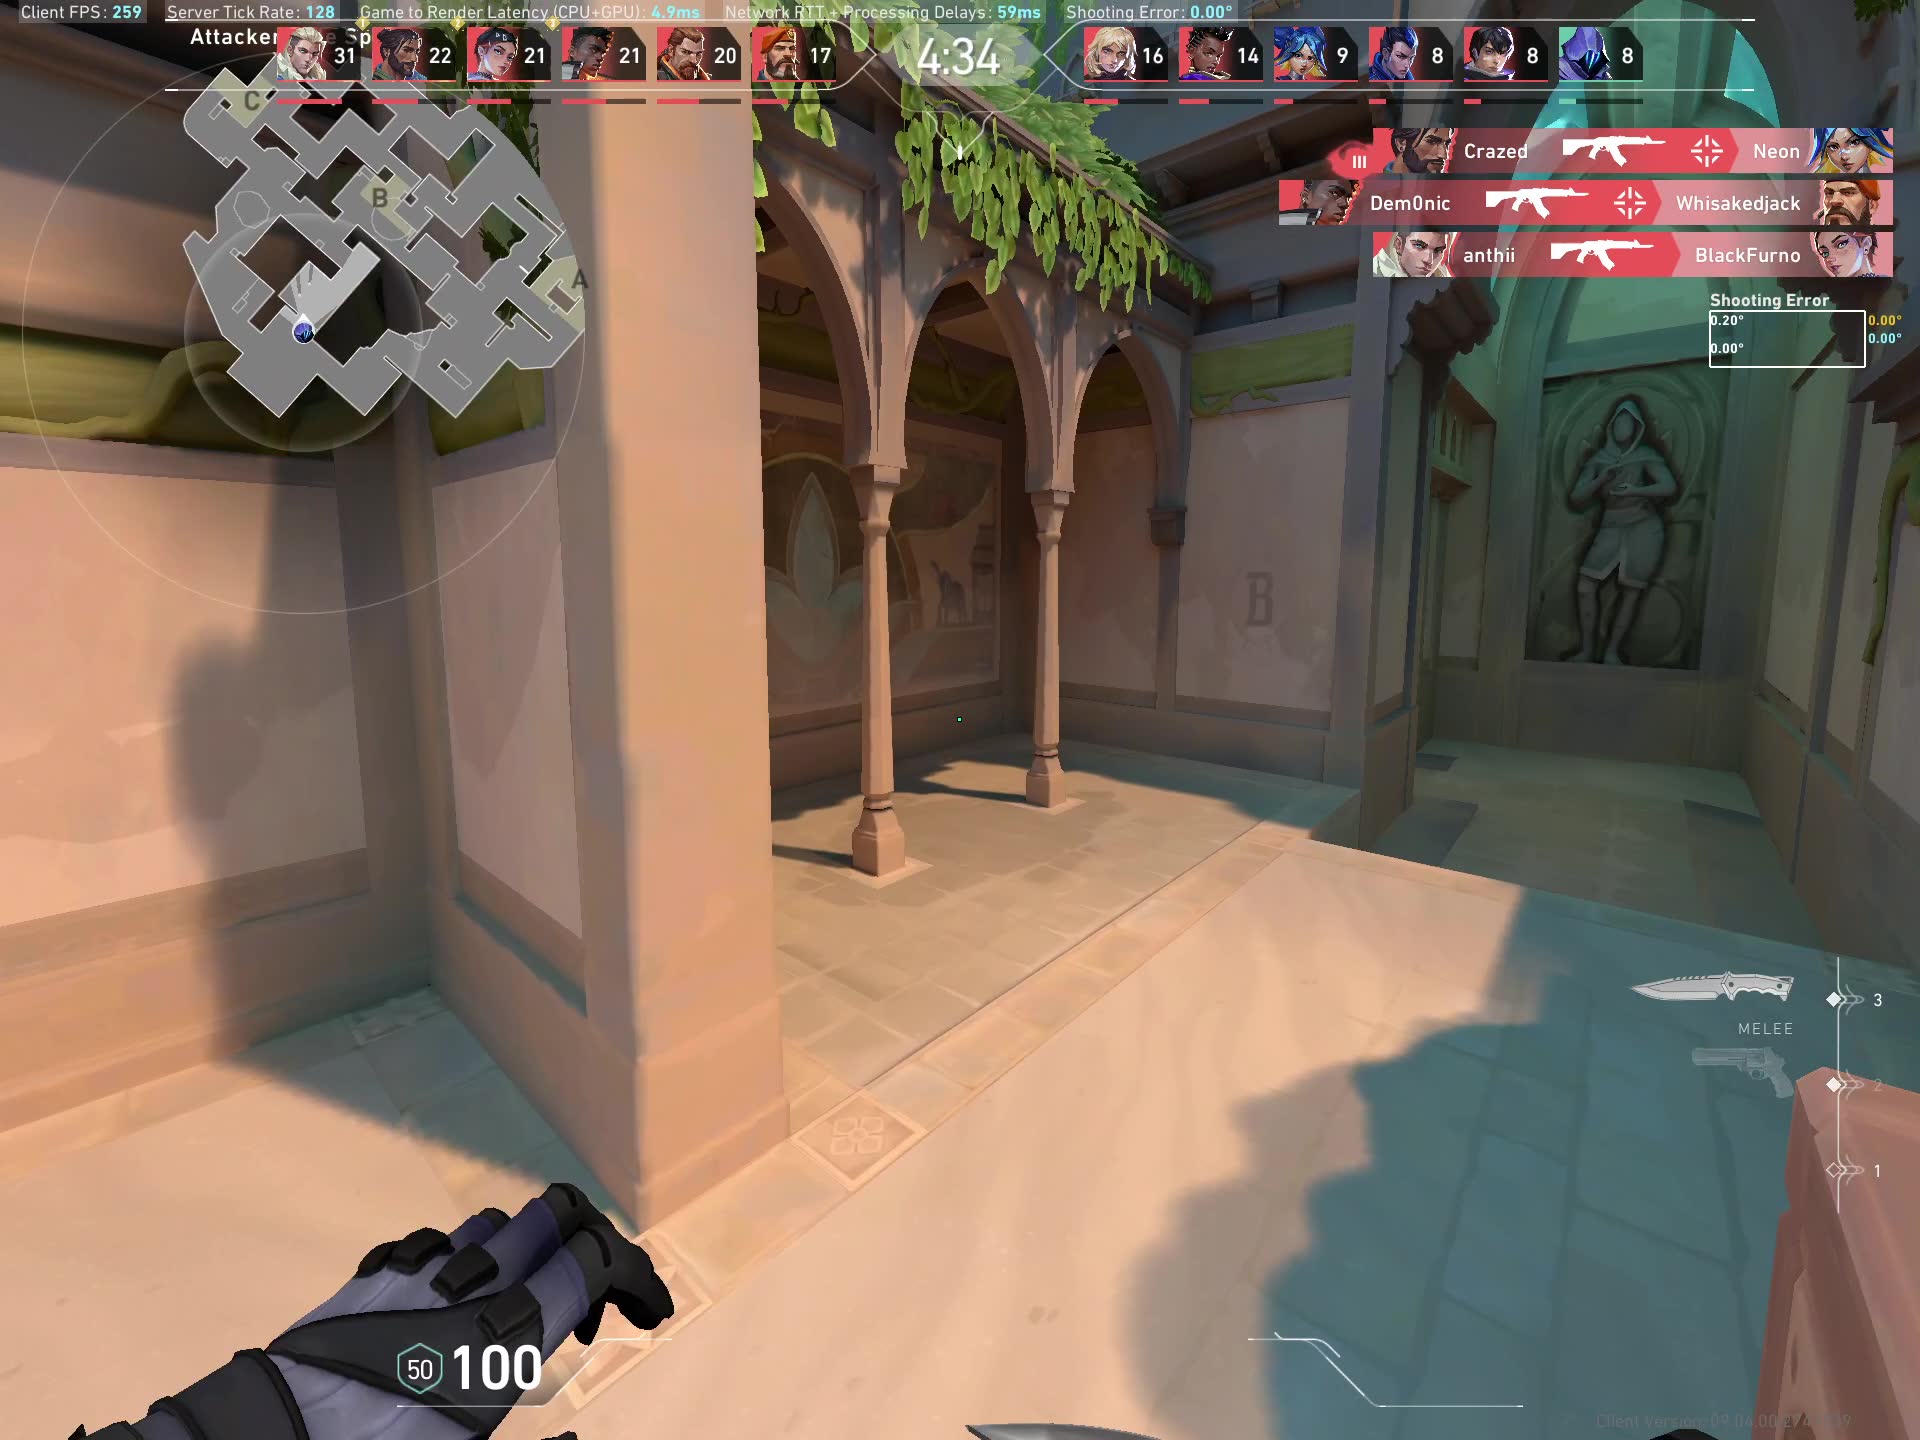 Client FPS: 259 Server Tick Rate: 128 Game to Render Latency (CPU+GPU): 4.9ms Network RTT + Processing Delays: 59ms Shooting Error: 0.00°
31 22 21 21 20 17 4:34 16 14 9 8 8 8
C
B
A
III Crazed Neon
Dem0nic Whisakedjack
anthii BlackFurno
Shooting Error
0.20° 0.00°
0.00° 0.00°
B
3
MELEE
2
1
50 100